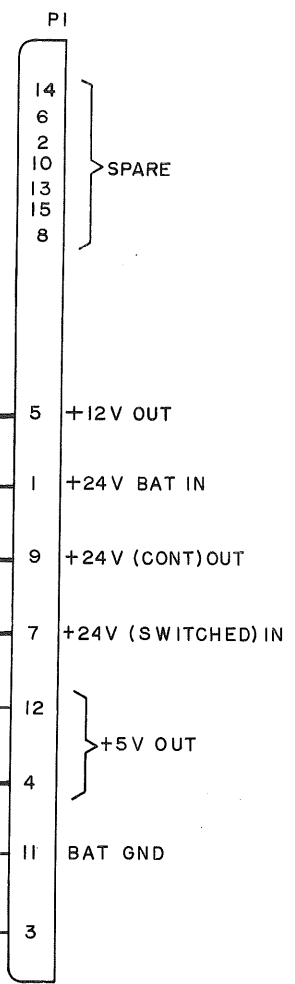 P1
14
6
2
10
13
15
8
SPARE
5 +12V OUT
1 +24V BAT IN
9 +24V (CONT) OUT
7 +24V (SWITCHED) IN
12
+5V OUT
4
11 BAT GND
3